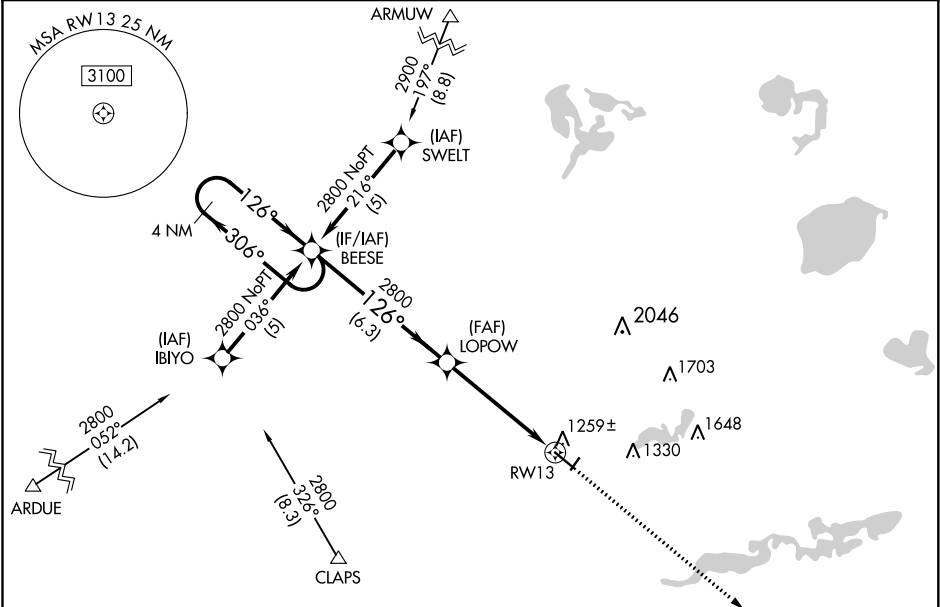 MSA RW13 25 NM
3100
ARMUW
2900
197°
(8.8)
(IAF)
SWELT
2800 NoPT
216°
(5)
126°
4 NM
306°
(IF/IAF)
BEESE
2800 NoPT
036°
(5)
2800
126°
(6.3)
(IAF)
IBIYO
(FAF)
LOPOW
2046
1703
1648
1259±
1330
RW13
2800
052°
(14.2)
ARDUE
2800
326°
(8.3)
CLAPS